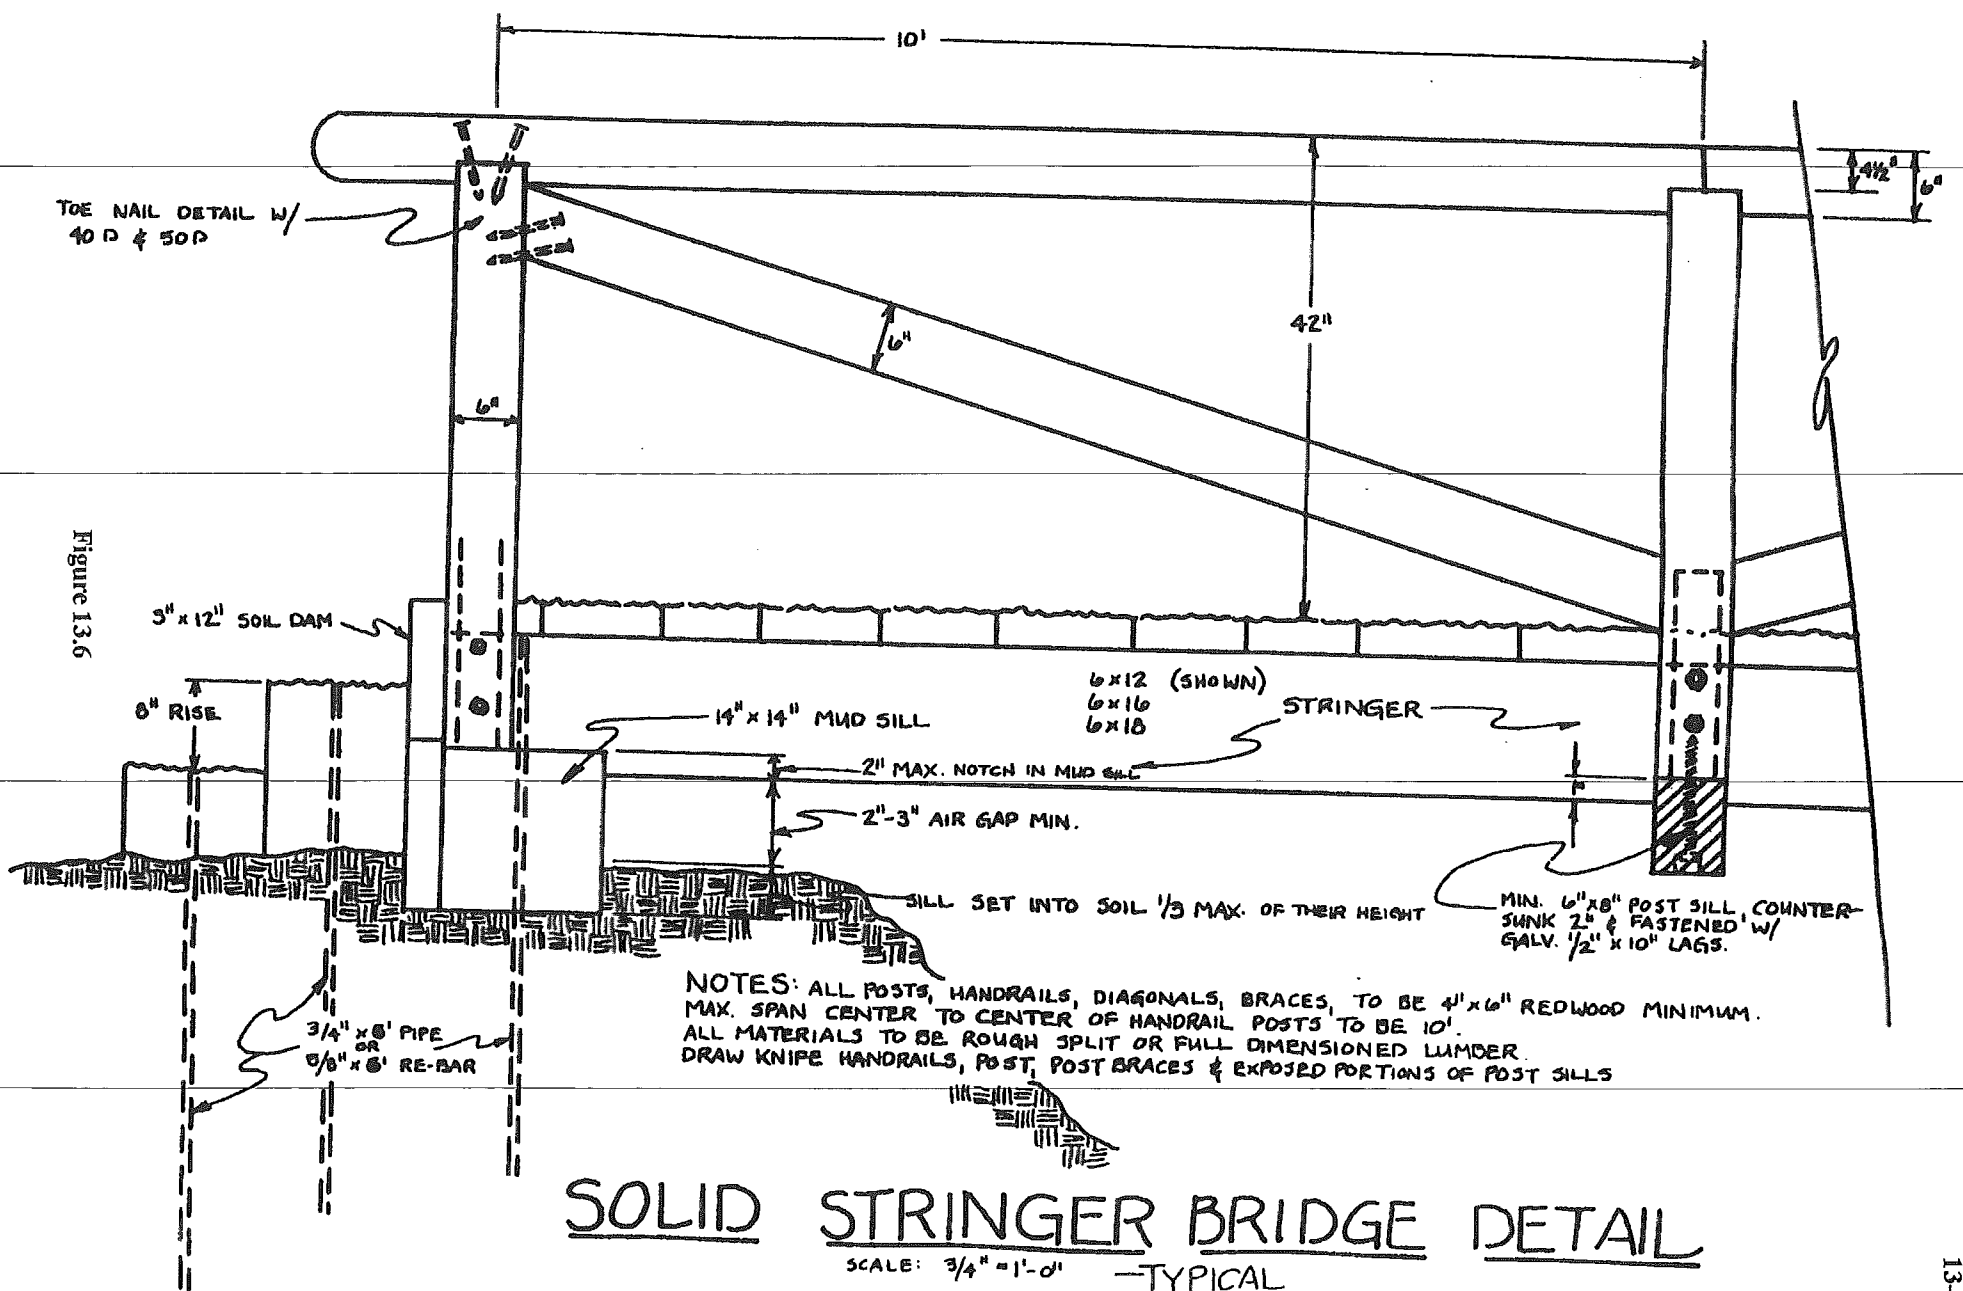 10'
4½"
6"
TOE NAIL DETAIL W/
40 D & 50 D
42"
6"
6"
Figure 13.6
3" x 12" SOIL DAM
8" RISE
14" x 14" MUD SILL
6 x 12 (SHOWN)
6 x 16
6 x 18
STRINGER
2" MAX. NOTCH IN MUD SILL
2"-3" AIR GAP MIN.
SILL SET INTO SOIL 1/3 MAX. OF THEIR HEIGHT
MIN. 6" x 8" POST SILL, COUNTER-
SUNK 2" & FASTENED W/
GALV. 1/2" x 10" LAGS.
NOTES: ALL POSTS, HANDRAILS, DIAGONALS, BRACES, TO BE 4" x 6" REDWOOD MINIMUM.
MAX. SPAN CENTER TO CENTER OF HANDRAIL POSTS TO BE 10'.
ALL MATERIALS TO BE ROUGH SPLIT OR FULL DIMENSIONED LUMBER.
DRAW KNIFE HANDRAILS, POST, POST BRACES & EXPOSED PORTIONS OF POST SILLS
3/4" x PIPE
OR
5/8" x RE-BAR
SOLID STRINGER BRIDGE DETAIL
SCALE: 3/4" = 1'-0"
—TYPICAL
13-